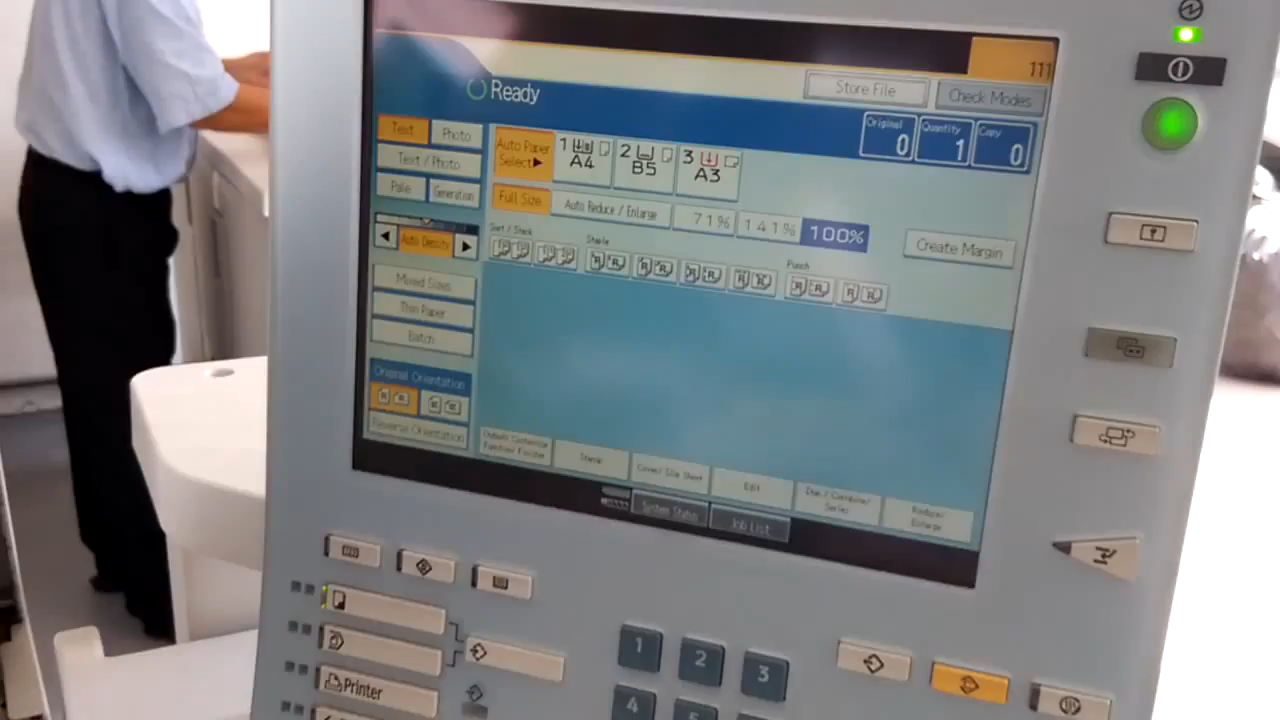 111
Ready
Store File
Check Modes
Original
0
Quantity
1
Copy
0
Text
Photo
Text / Photo
Pale
Generation
Auto Density
Auto Paper
Select▶
1
A4
2
B5
3
A3
Full Size
Auto Reduce / Enlarge
71%
141%
100%
Create Margin
Sort / Stack
Staple
Punch
Mixed Sizes
Thin Paper
Batch
Original Orientation
Reverse Orientation
Stamp
Cover/ Slip Sheet
Edit
Dup./ Combine/
Series
Reduce/
Enlarge
System Status
Job List
Printer
1
2
3
4
5